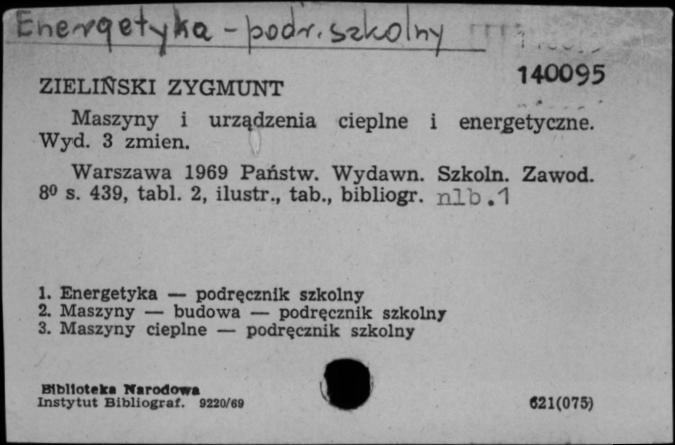 Energetyka - podr. szkolny
140095
ZIELIŃSKI ZYGMUNT
Maszyny i urządzenia cieplne i energetyczne.
Wyd. 3 zmien.
Warszawa 1969 Państw. Wydawn. Szkoln. Zawod.
8º s. 439, tabl. 2, ilustr., tab., bibliogr. nlb.1
1. Energetyka — podręcznik szkolny
2. Maszyny — budowa — podręcznik szkolny
3. Maszyny cieplne — podręcznik szkolny
Biblioteka Narodowa
Instytut Bibliograf. 9220/69
621(075)